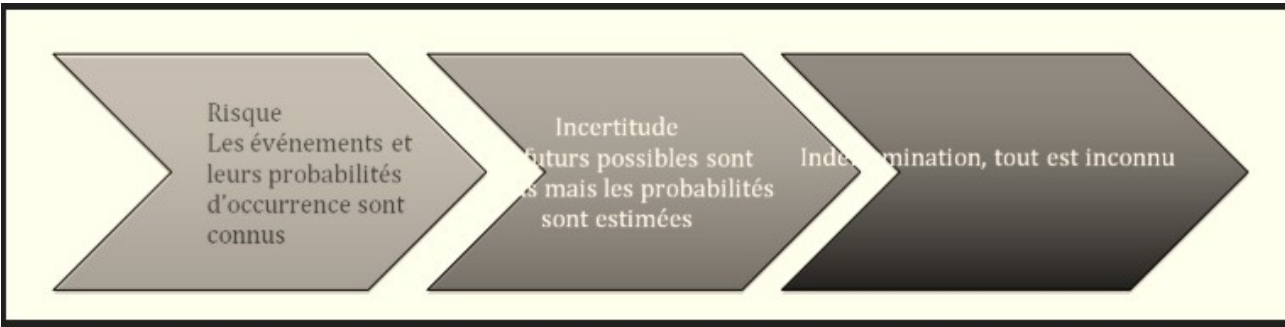 Risque
Les événements et
leurs probabilités
d'occurrence sont
connus
Incertitude
futurs possibles sont
mais les probabilités
sont estimées
tout est inconnu